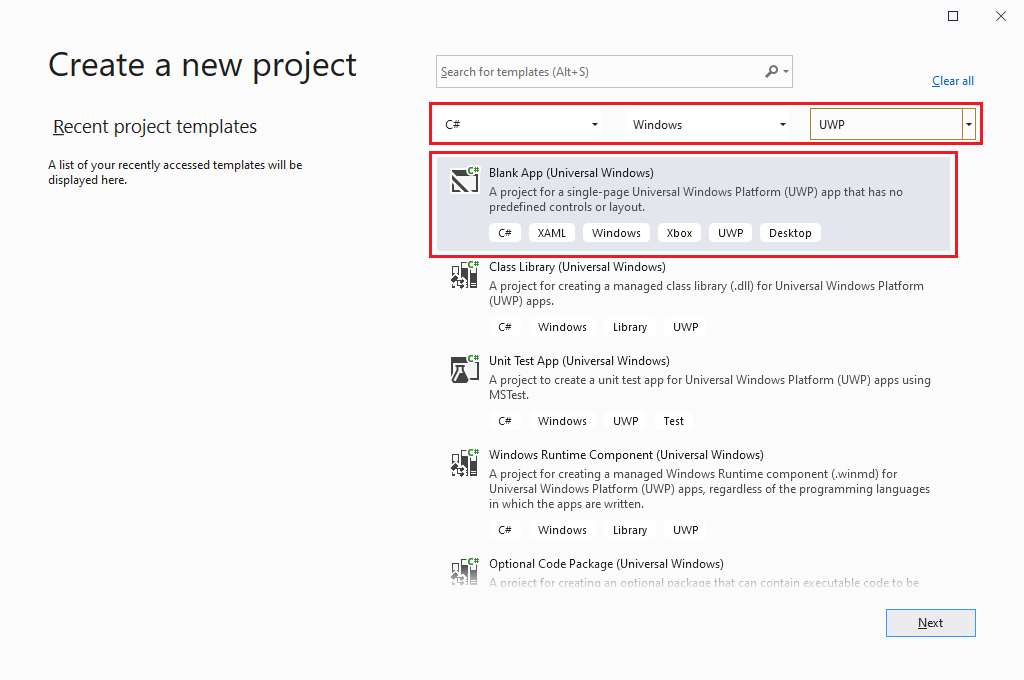 Create a new project
Search for templates (Alt+S)
Clear all
Recent project templates
A list of your recently accessed templates will be
displayed here.
C#
Windows
UWP
C#
Blank App (Universal Windows)
A project for a single-page Universal Windows Platform (UWP) app that has no
predefined controls or layout.
C# XAML Windows Xbox UWP Desktop
C#
Class Library (Universal Windows)
A project for creating a managed class library (.dll) for Universal Windows Platform
(UWP) apps.
C# Windows Library UWP
C#
Unit Test App (Universal Windows)
A project to create a unit test app for Universal Windows Platform (UWP) apps using
MSTest.
C# Windows UWP Test
C#
Windows Runtime Component (Universal Windows)
A project for creating a managed Windows Runtime component (.winmd) for
Universal Windows Platform (UWP) apps, regardless of the programming languages
in which the apps are written.
C# Windows Library UWP
C#
Optional Code Package (Universal Windows)
A project for creating an optional package that can contain executable code to be
Next